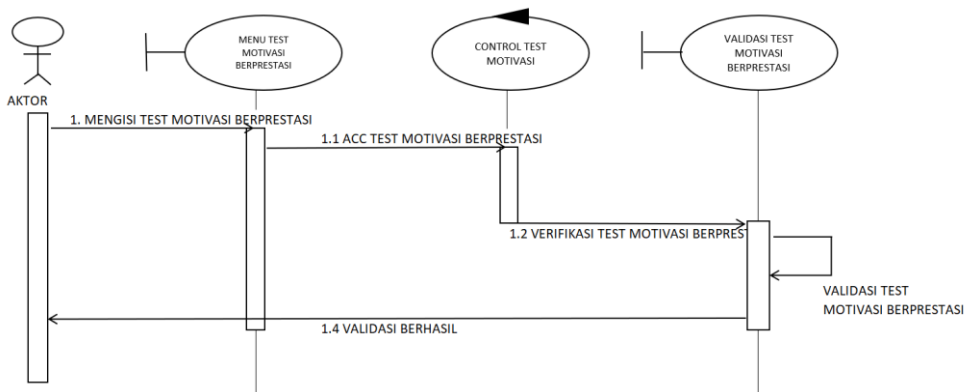 MENU TEST
MOTIVASI
BERPRESTASI
CONTROL TEST
MOTIVASI
VALIDASI TEST
MOTIVASI
BERPRESTASI
AKTOR
1. MENGISI TEST MOTIVASI BERPRESTASI
1.1 ACC TEST MOTIVASI BERPRESTASI
1.2 VERIFIKASI TEST MOTIVASI BERPREST
VALIDASI TEST
MOTIVASI BERPRESTASI
1.4 VALIDASI BERHASIL